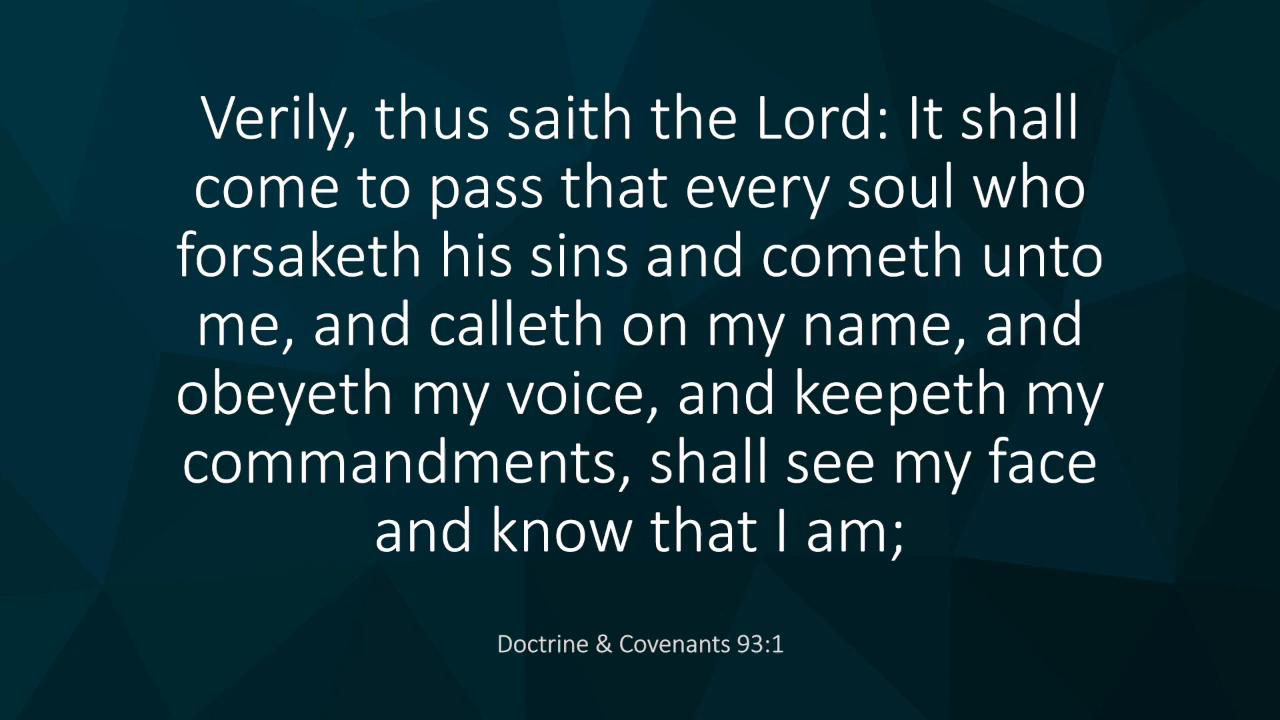 Verily, thus saith the Lord: It shall
come to pass that every soul who
forsaketh his sins and cometh unto
me, and calleth on my name, and
obeyeth my voice, and keepeth my
commandments, shall see my face
and know that I am;
Doctrine & Covenants 93:1